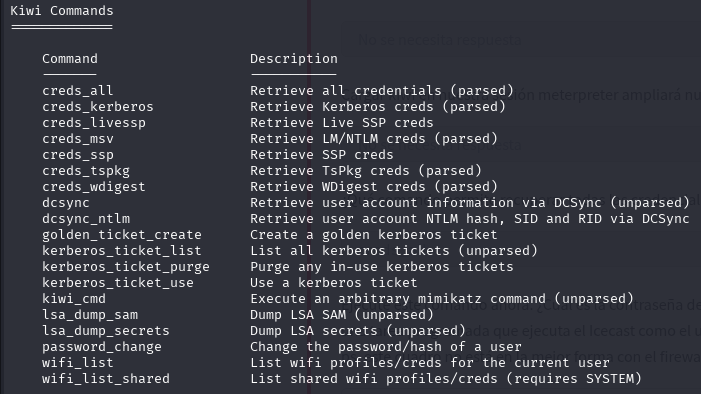 Kiwi Commands
Command Description
creds_all Retrieve all credentials (parsed)
creds_kerberos Retrieve Kerberos creds (parsed)
creds_livessp Retrieve Live SSP creds
creds_msv Retrieve LM/NTLM creds (parsed)
creds_ssp Retrieve SSP creds
creds_tspkg Retrieve TsPkg creds (parsed)
creds_wdigest Retrieve WDigest creds (parsed)
dcsync Retrieve user account information via DCSync (unparsed)
dcsync_ntlm Retrieve user account NTLM hash, SID and RID via DCSync
golden_ticket_create Create a golden kerberos ticket
kerberos_ticket_list List all kerberos tickets (unparsed)
kerberos_ticket_purge Purge any in-use kerberos tickets
kerberos_ticket_use Use a kerberos ticket
kiwi_cmd Execute an arbitrary mimikatz command (unparsed)
lsa_dump_sam Dump LSA SAM (unparsed)
lsa_dump_secrets Dump LSA secrets (unparsed)
password_change Change the password/hash of a user
wifi_list List wifi profiles/creds for the current user
wifi_list_shared List shared wifi profiles/creds (requires SYSTEM)